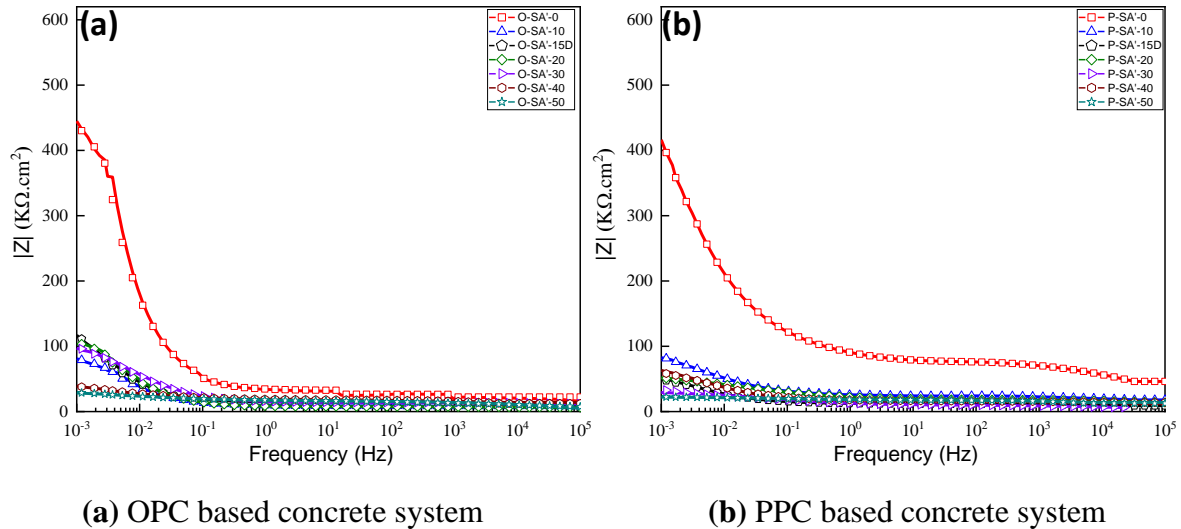 (a)
O-SA'-0
O-SA'-10
O-SA'-15D
O-SA'-20
O-SA'-30
O-SA'-40
O-SA'-50
600
500
400
300
200
100
0
|Z| (KΩ.cm²)
10⁻³ 10⁻² 10⁻¹ 10⁰ 10¹ 10² 10³ 10⁴ 10⁵
Frequency (Hz)
(b)
P-SA'-0
P-SA'-10
P-SA'-15D
P-SA'-20
P-SA'-30
P-SA'-40
P-SA'-50
600
500
400
300
200
100
0
|Z| (KΩ.cm²)
10⁻³ 10⁻² 10⁻¹ 10⁰ 10¹ 10² 10³ 10⁴ 10⁵
Frequency (Hz)
(a) OPC based concrete system
(b) PPC based concrete system